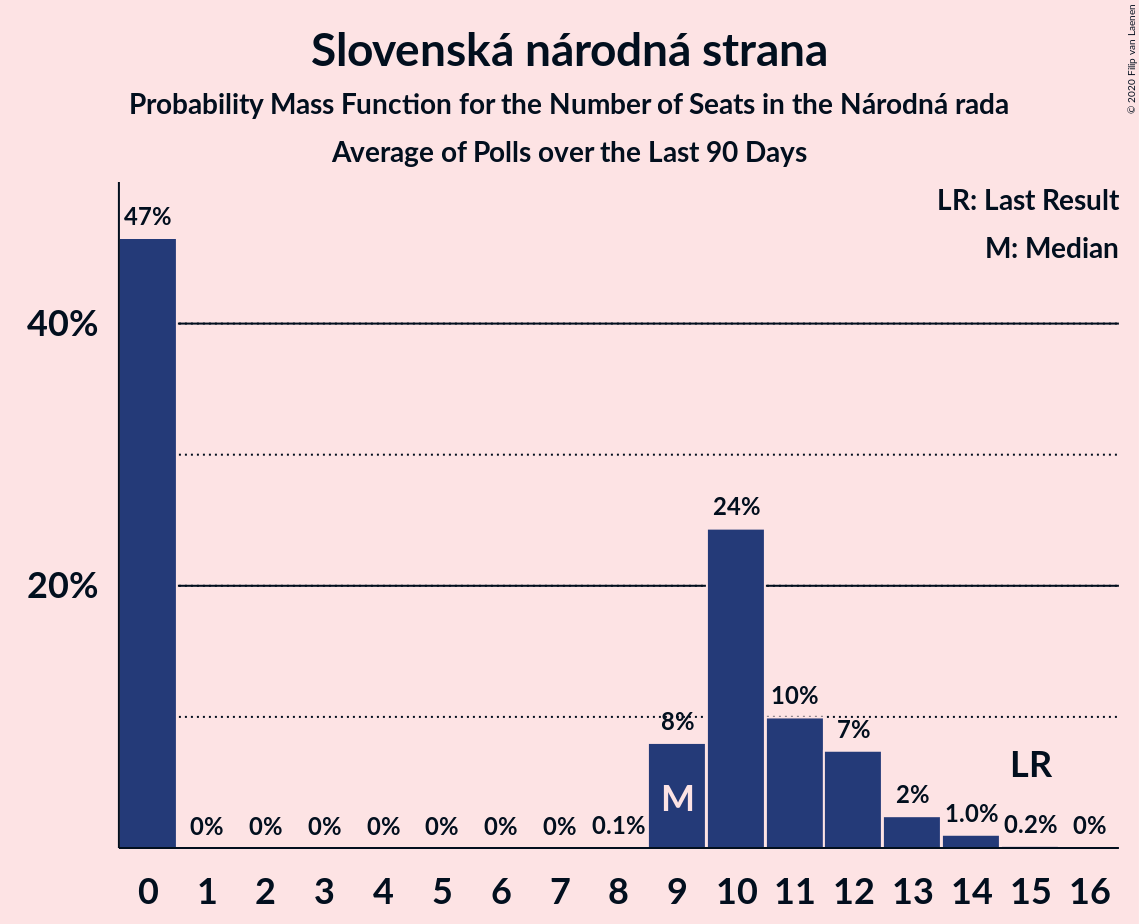 Slovenská národná strana
Probability Mass Function for the Number of Seats in the Národná rada
Average of Polls over the Last 90 Days
© 2020 Filip van Laenen
LR: Last Result
M: Median
47%
40%
24%
20%
10%
8%
7%
LR
M
2%
1.0%
0% 0% 0% 0% 0% 0% 0% 0.1% 0.2% 0%
0 1 2 3 4 5 6 7 8 9 10 11 12 13 14 15 16